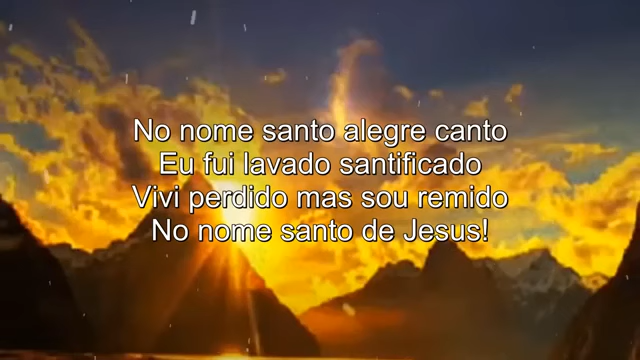 No nome santo alegre canto
Eu fui lavado santificado
Vivi perdido mas sou remido
No nome santo de Jesus!